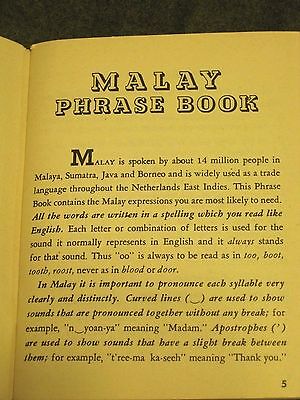 MALAY
PHRASE BOOK
MALAY is spoken by about 14 million people in
Malaya, Sumatra, Java and Borneo and is widely used as a
trade language throughout the Netherlands East Indies. This Phrase
Book contains the Malay expressions you are most likely to need.
All the words are written in a spelling which you read like
English. Each letter or combination of letters is used for the
sound it normally represents in English and it always stands
for that sound. Thus "oo" is always to be read as in too, boot,
tooth, roost, never as in blood or door.
In Malay it is important to pronounce each syllable very
clearly and distinctly. Curved lines (‿) are used to show
sounds that are pronounced together without any break; for
example, "n‿yoan-ya" meaning "Madam." Apostrophes (')
are used to show sounds that have a slight break between
them; for example, "t'ree-ma ka-seeh" meaning "Thank you."
5